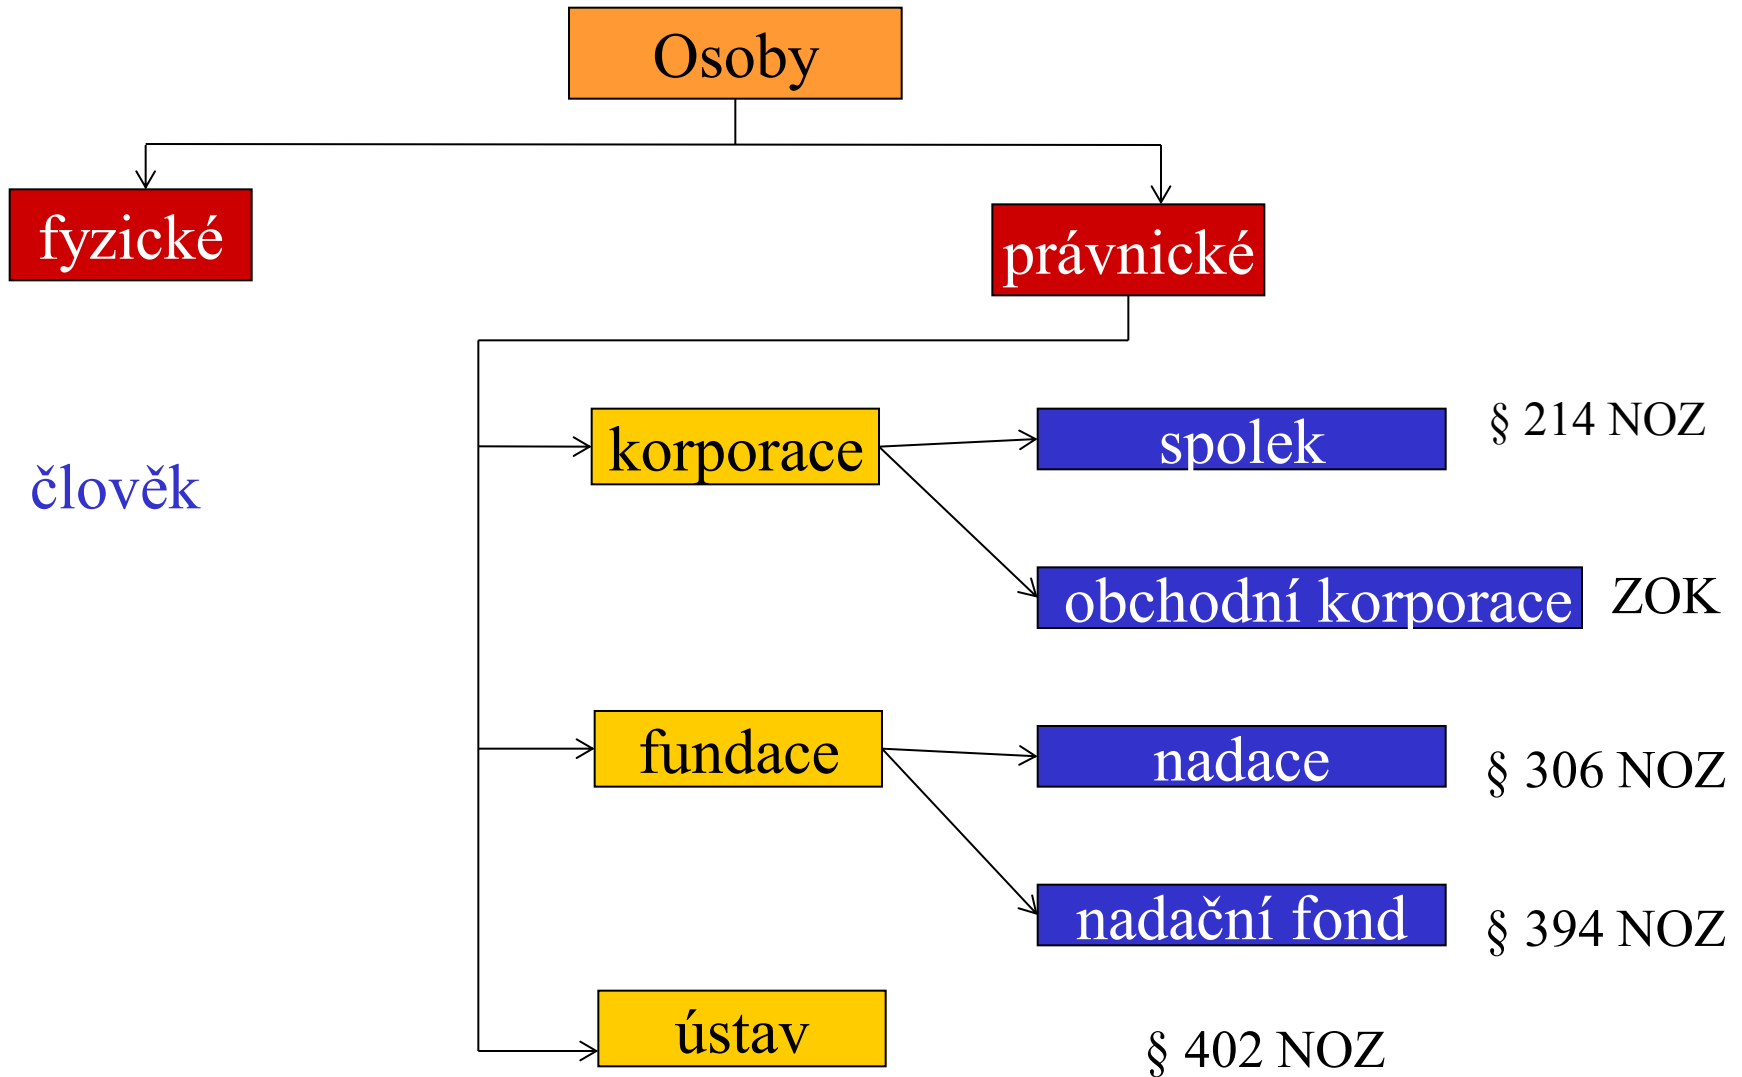 Osoby
fyzické
právnické
korporace
spolek
§ 214 NOZ
člověk
obchodní korporace
ZOK
fundace
nadace
§ 306 NOZ
nadační fond
§ 394 NOZ
ústav
§ 402 NOZ